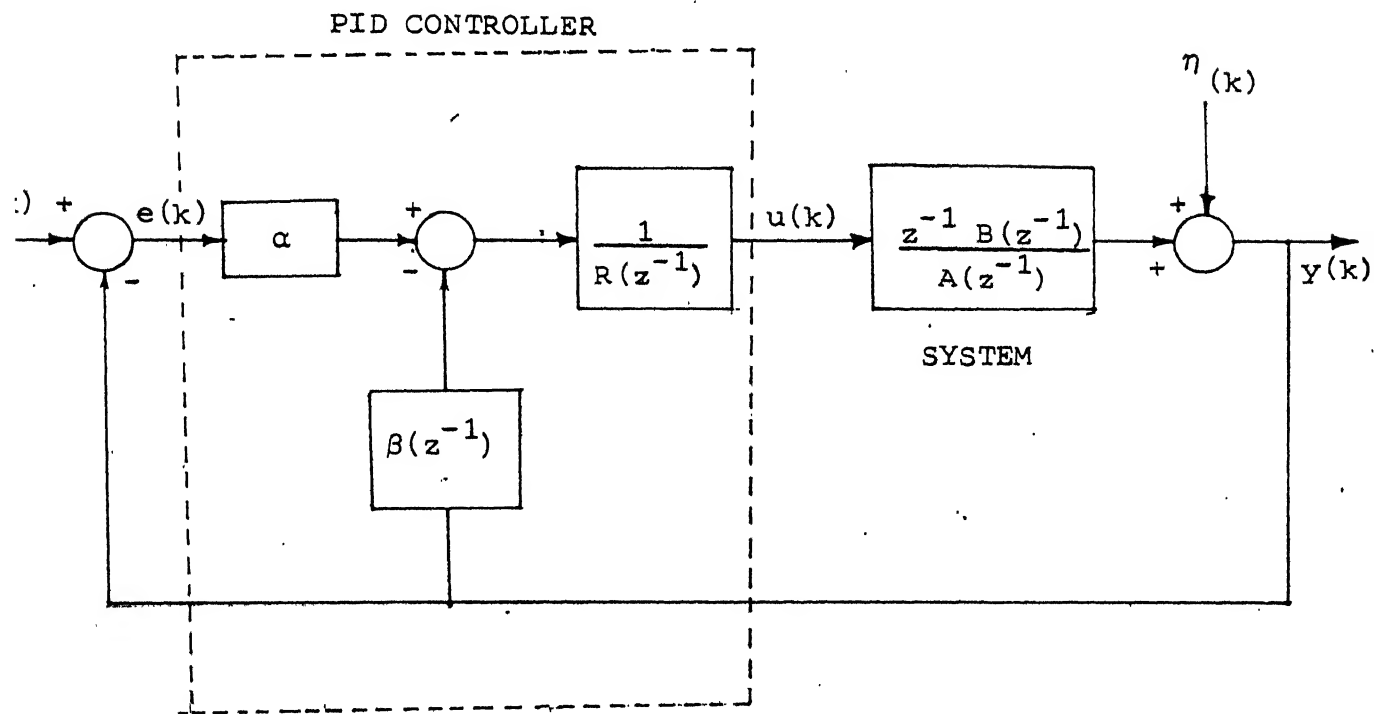 PID CONTROLLER
η(k)
:)
+
e(k)
α
+
1
R(z^{-1})
u(k)
z^{-1} B(z^{-1})
A(z^{-1})
+
+
y(k)
-
-
SYSTEM
β(z^{-1})